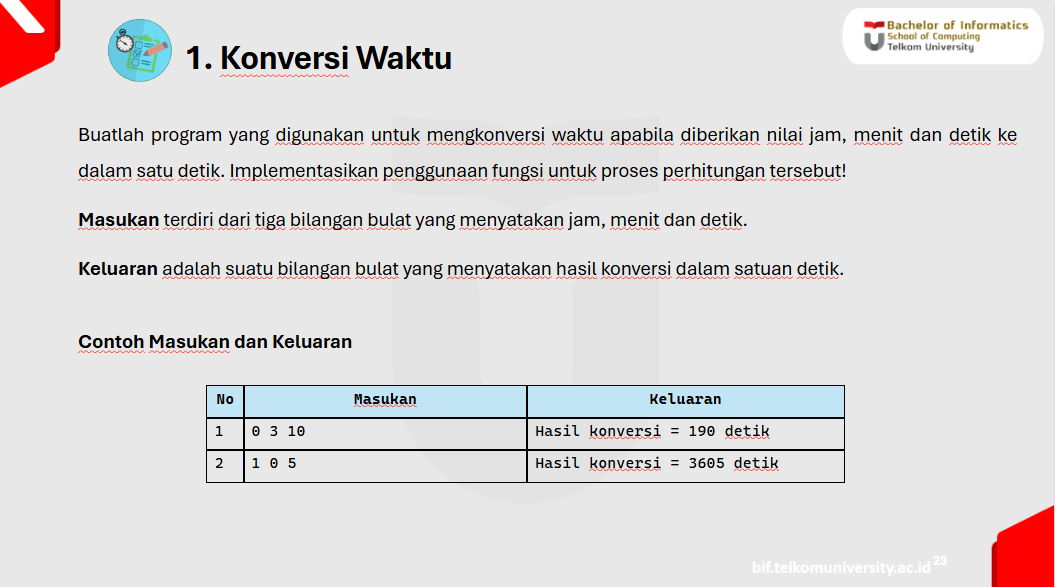 Bachelor of Informatics
School of Computing
Telkom University
1. Konversi Waktu
Buatlah program yang digunakan untuk mengkonversi waktu apabila diberikan nilai jam, menit dan detik ke
dalam satu detik. Implementasikan penggunaan fungsi untuk proses perhitungan tersebut!
Masukan terdiri dari tiga bilangan bulat yang menyatakan jam, menit dan detik.
Keluaran adalah suatu bilangan bulat yang menyatakan hasil konversi dalam satuan detik.
Contoh Masukan dan Keluaran
No Masukan Keluaran
1 0 3 10 Hasil konversi = 190 detik
2 1 0 5 Hasil konversi = 3605 detik
bif.telkomuniversity.ac.id 23